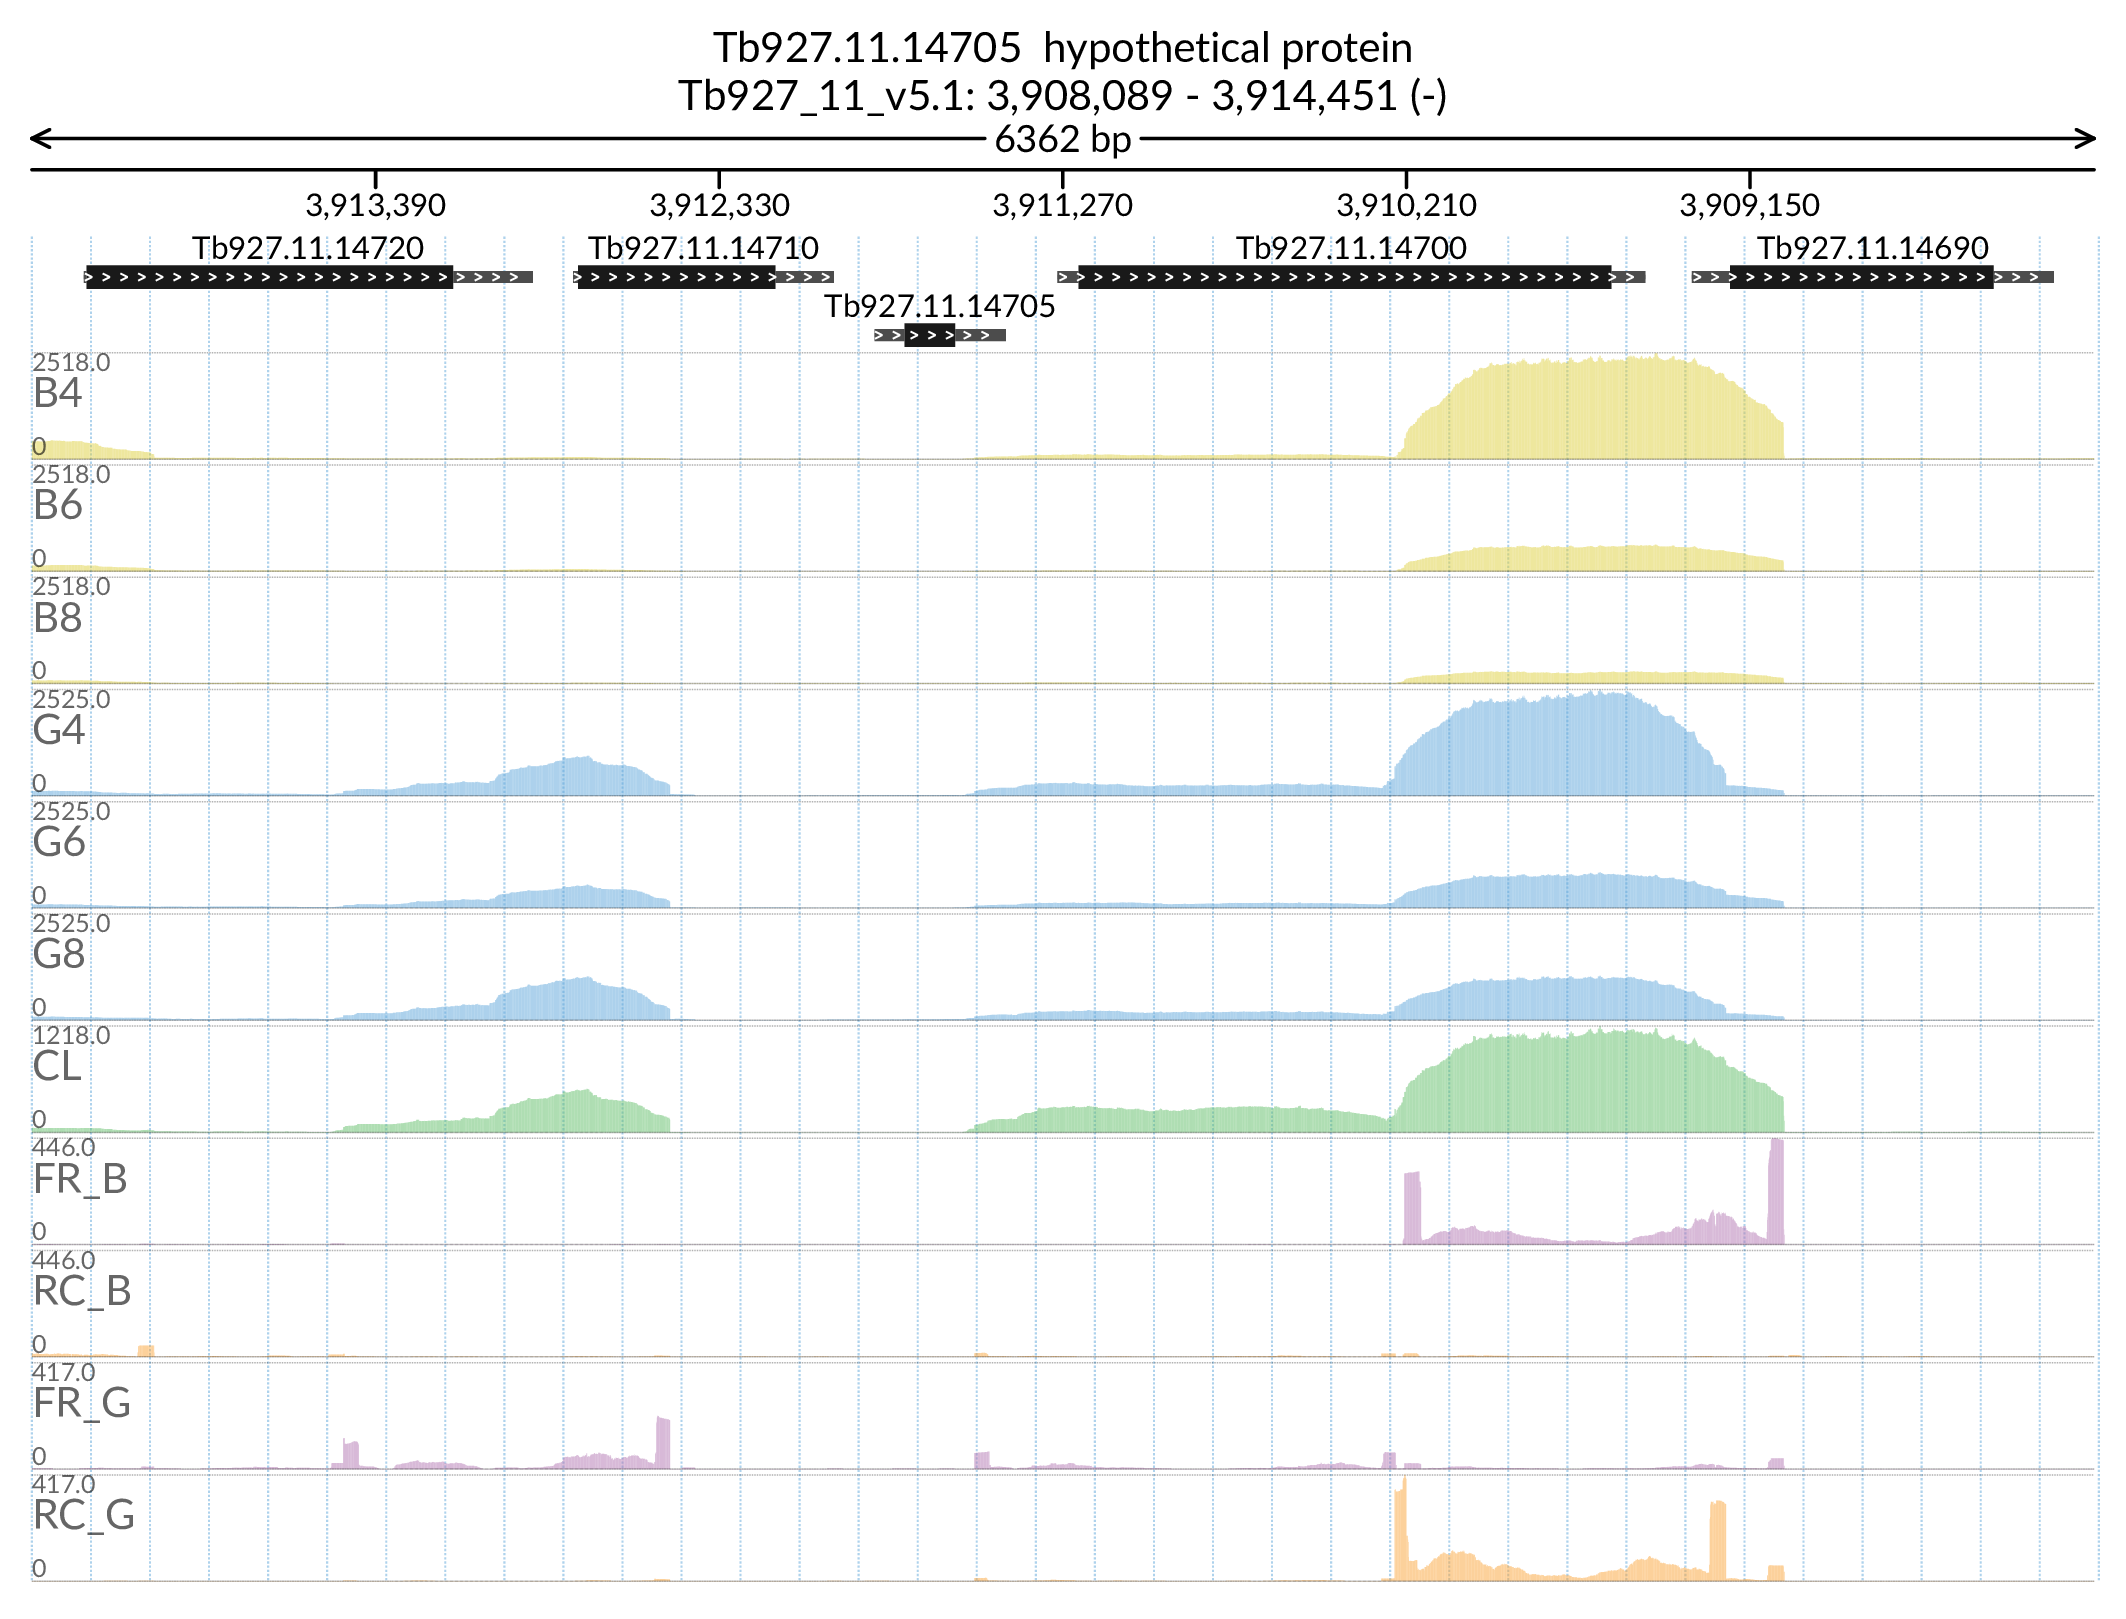 Tb927.11.14705  hypothetical protein
Tb927_11_v5.1: 3,908,089 - 3,914,451 (-)
6362 bp
3,913,390 3,912,330 3,911,270 3,910,210 3,909,150
Tb927.11.14720 Tb927.11.14710 Tb927.11.14700 Tb927.11.14690
Tb927.11.14705
2518.0
B4
0
2518.0
B6
0
2518.0
B8
0
2525.0
G4
0
2525.0
G6
0
2525.0
G8
0
1218.0
CL
0
446.0
FR_B
0
446.0
RC_B
0
417.0
FR_G
0
417.0
RC_G
0